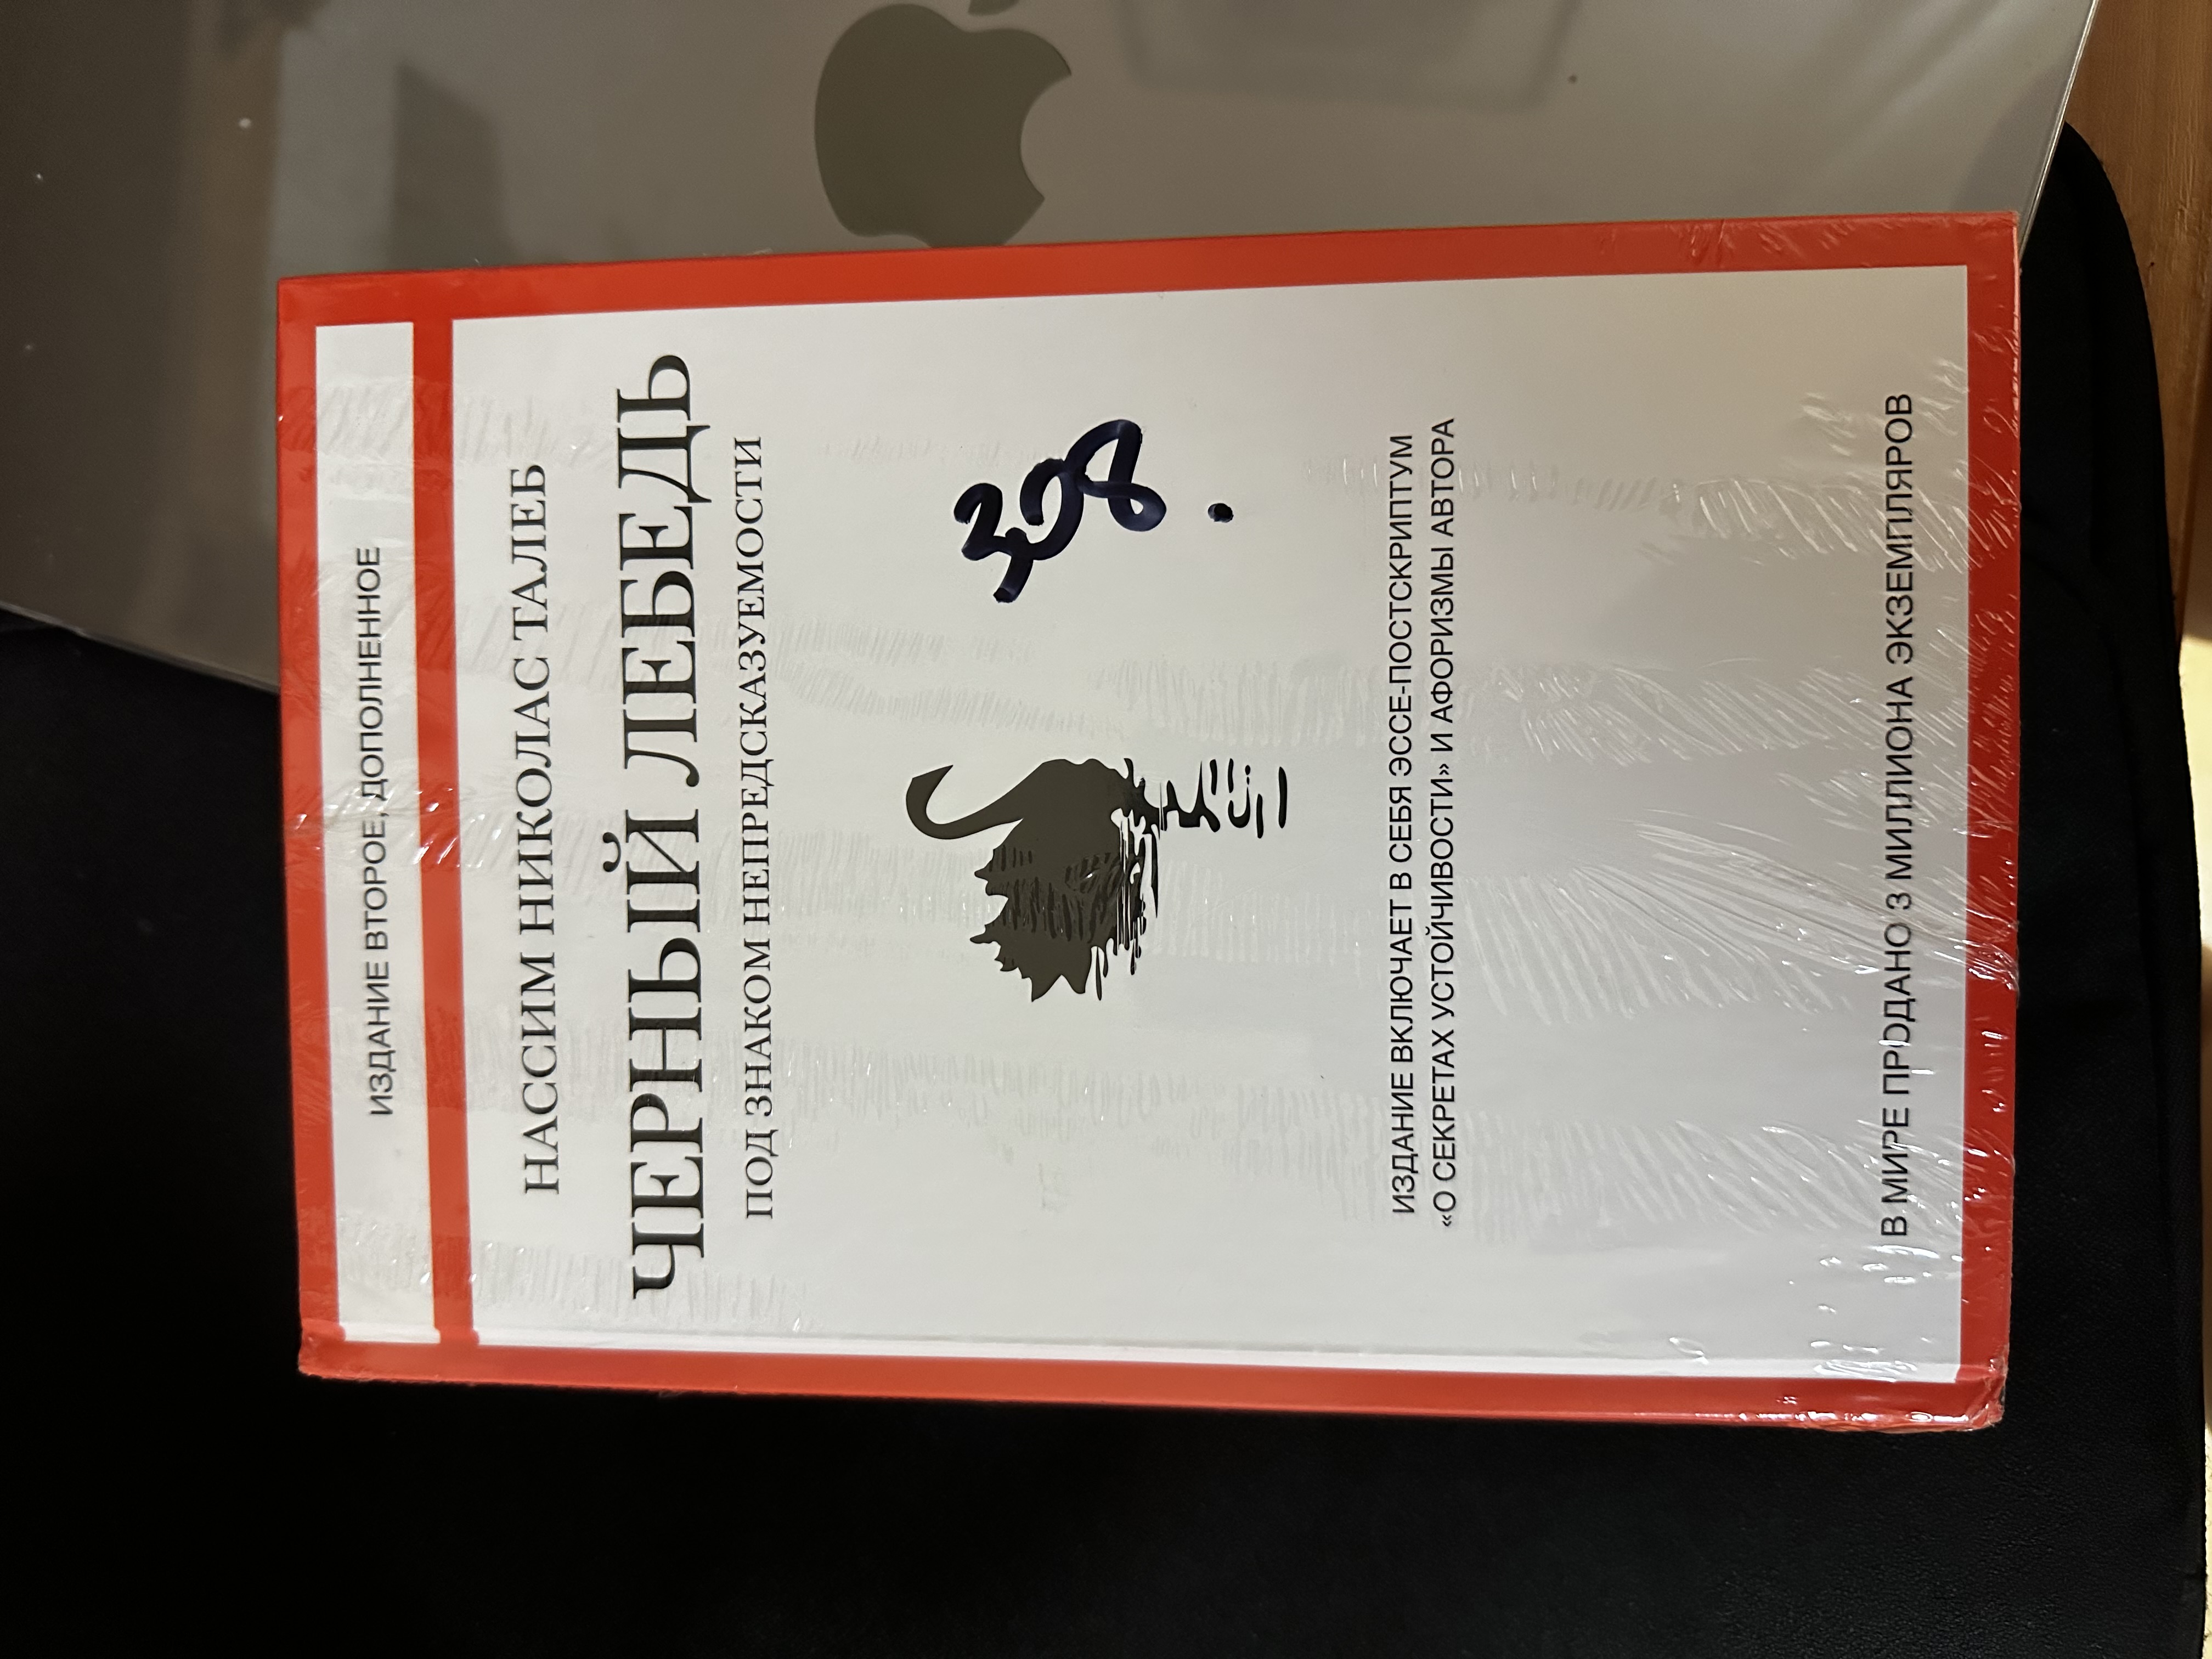 ИЗДАНИЕ ВТОРОЕ, ДОПОЛНЕННОЕ
НАССИМ НИКОЛАС ТАЛЕБ
ЧЕРНЫЙ ЛЕБЕДЬ
ПОД ЗНАКОМ НЕПРЕДСКАЗУЕМОСТИ
308.
ИЗДАНИЕ ВКЛЮЧАЕТ В СЕБЯ ЭССЕ-ПОСТСКРИПТУМ
«О СЕКРЕТАХ УСТОЙЧИВОСТИ» И АФОРИЗМЫ АВТОРА
В МИРЕ ПРОДАНО 3 МИЛЛИОНА ЭКЗЕМПЛЯРОВ